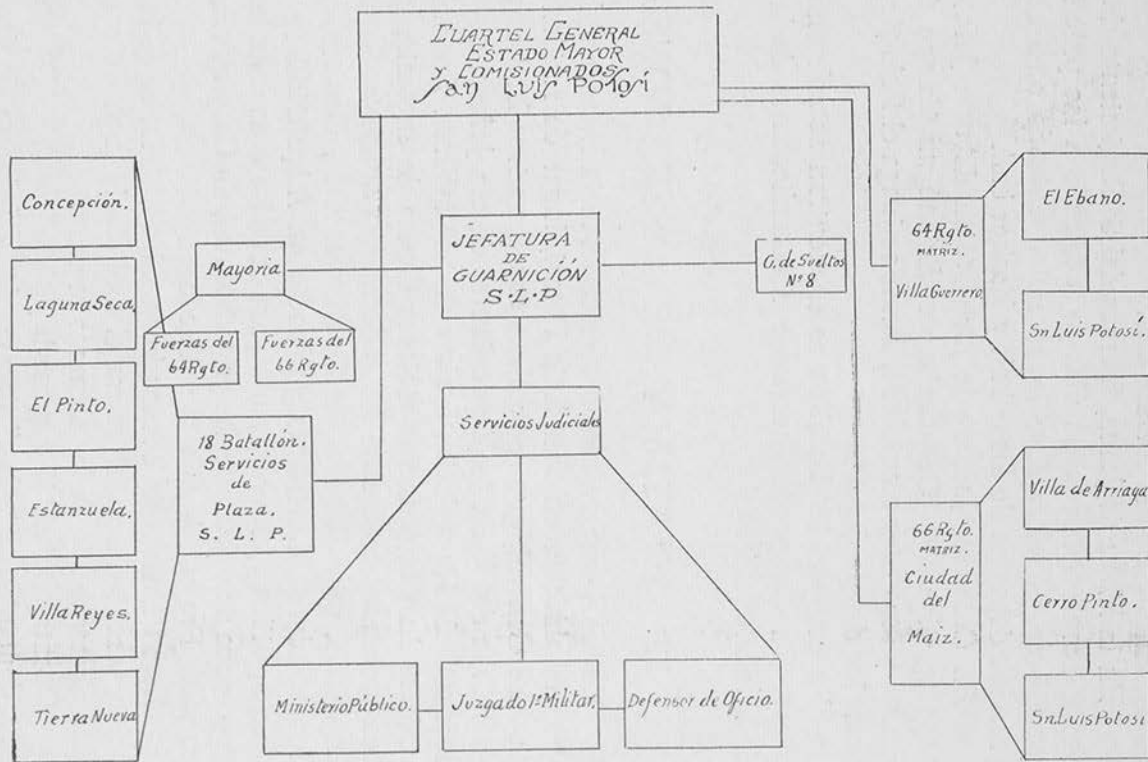 CUARTEL GENERAL
ESTADO MAYOR
y COMISIONADOS
San LUIS POTOSÍ
Concepción.
Laguna Seca.
El Pinto.
Estanzuela.
Villa Reyes.
Tierra Nueva
Mayoria
Fuerzas del
64 Rgto.
Fuerzas del
66 Rgto.
18 Batallón.
Servicios
de
Plaza.
S. L. P.
JEFATURA
DE
GUARNICIÓN
S.L.P
Servicios Judiciales
Ministerio Público.
Juzgado 1º Militar.
Defensor de Oficio.
C. de Sueltos
Nº 8
64 Rgto.
MATRIZ.
Villa Guerrero.
El Ebano.
Sn Luis Potosí.
66 Rgto.
MATRIZ.
Ciudad
del
Maiz.
Villa de Arriaga
Cerro Pinto.
Sn. Luis Potosí